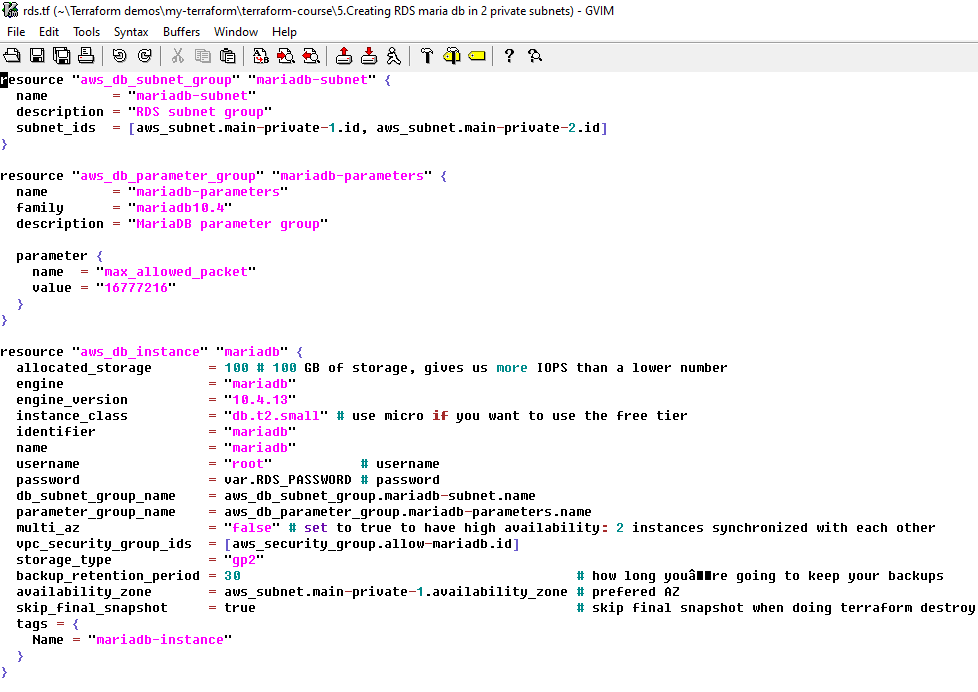 rds.tf (~\Terraform demos\my-terraform\terraform-course\5.Creating RDS maria db in 2 private subnets) - GVIM
File Edit Tools Syntax Buffers Window Help
resource "aws_db_subnet_group" "mariadb-subnet" {
  name        = "mariadb-subnet"
  description = "RDS subnet group"
  subnet_ids  = [aws_subnet.main-private-1.id, aws_subnet.main-private-2.id]
}

resource "aws_db_parameter_group" "mariadb-parameters" {
  name        = "mariadb-parameters"
  family      = "mariadb10.4"
  description = "MariaDB parameter group"

  parameter {
    name  = "max_allowed_packet"
    value = "16777216"
  }
}

resource "aws_db_instance" "mariadb" {
  allocated_storage       = 100 # 100 GB of storage, gives us more IOPS than a lower number
  engine                  = "mariadb"
  engine_version          = "10.4.13"
  instance_class          = "db.t2.small" # use micro if you want to use the free tier
  identifier              = "mariadb"
  name                    = "mariadb"
  username                = "root"           # username
  password                = var.RDS_PASSWORD # password
  db_subnet_group_name    = aws_db_subnet_group.mariadb-subnet.name
  parameter_group_name    = aws_db_parameter_group.mariadb-parameters.name
  multi_az                = "false" # set to true to have high availability: 2 instances synchronized with each other
  vpc_security_group_ids  = [aws_security_group.allow-mariadb.id]
  storage_type            = "gp2"
  backup_retention_period = 30                                          # how long youâre going to keep your backups
  availability_zone       = aws_subnet.main-private-1.availability_zone # prefered AZ
  skip_final_snapshot     = true                                        # skip final snapshot when doing terraform destroy
  tags = {
    Name = "mariadb-instance"
  }
}